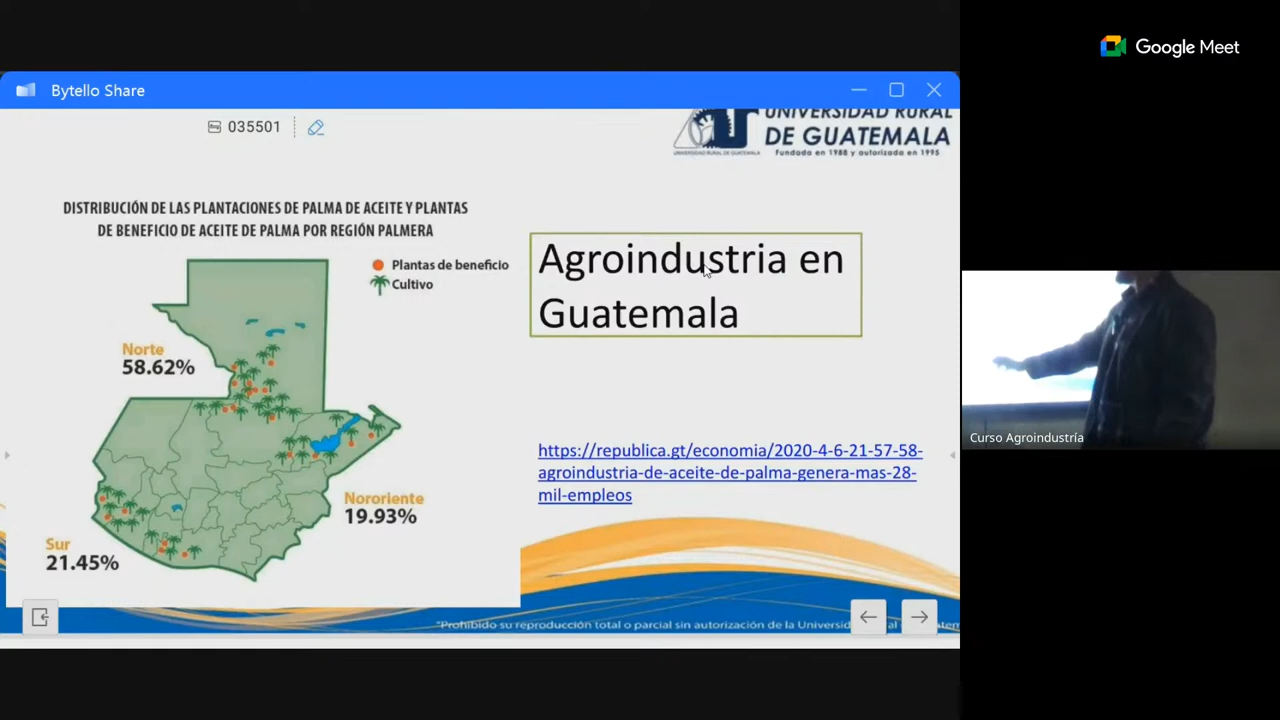 Google Meet
Bytello Share
035501
UNIVERSIDAD RURAL
DE GUATEMALA
Fundada en 1988 y autorizada en 1995
UNIVERSIDAD RURAL DE GUATEMALA
DISTRIBUCIÓN DE LAS PLANTACIONES DE PALMA DE ACEITE Y PLANTAS
DE BENEFICIO DE ACEITE DE PALMA POR REGIÓN PALMERA
Plantas de beneficio
Cultivo
Norte
58.62%
Nororiente
19.93%
Sur
21.45%
Agroindustria en
Guatemala
https://republica.gt/economia/2020-4-6-21-57-58-
agroindustria-de-aceite-de-palma-genera-mas-28-
mil-empleos
Curso Agroindustría
*Prohibido su reproducción total o parcial sin autorización de la